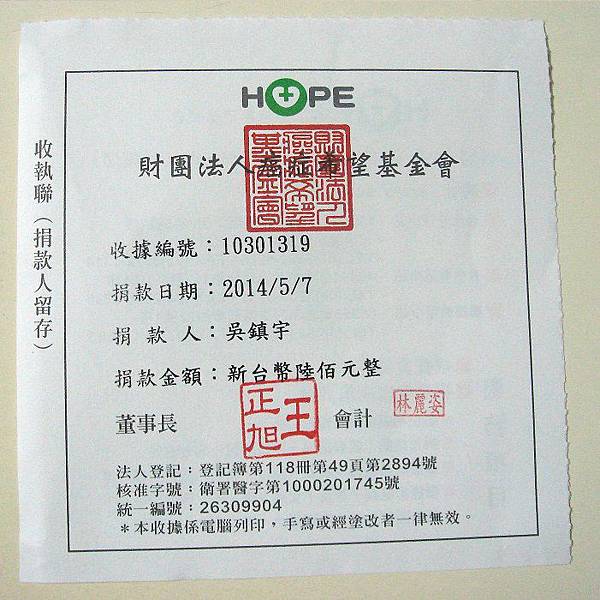 HOPE
財團法人癌症希望基金會
收執聯（捐款人留存）
收據編號：10301319
捐款日期：2014/5/7
捐 款 人：吳鎮宇
捐款金額：新台幣陸佰元整
董事長
王正旭
會計
林麗姿
法人登記：登記簿第118冊第49頁第2894號
核准字號：衛署醫字第1000201745號
統一編號：26309904
＊本收據係電腦列印，手寫或經塗改者一律無效。